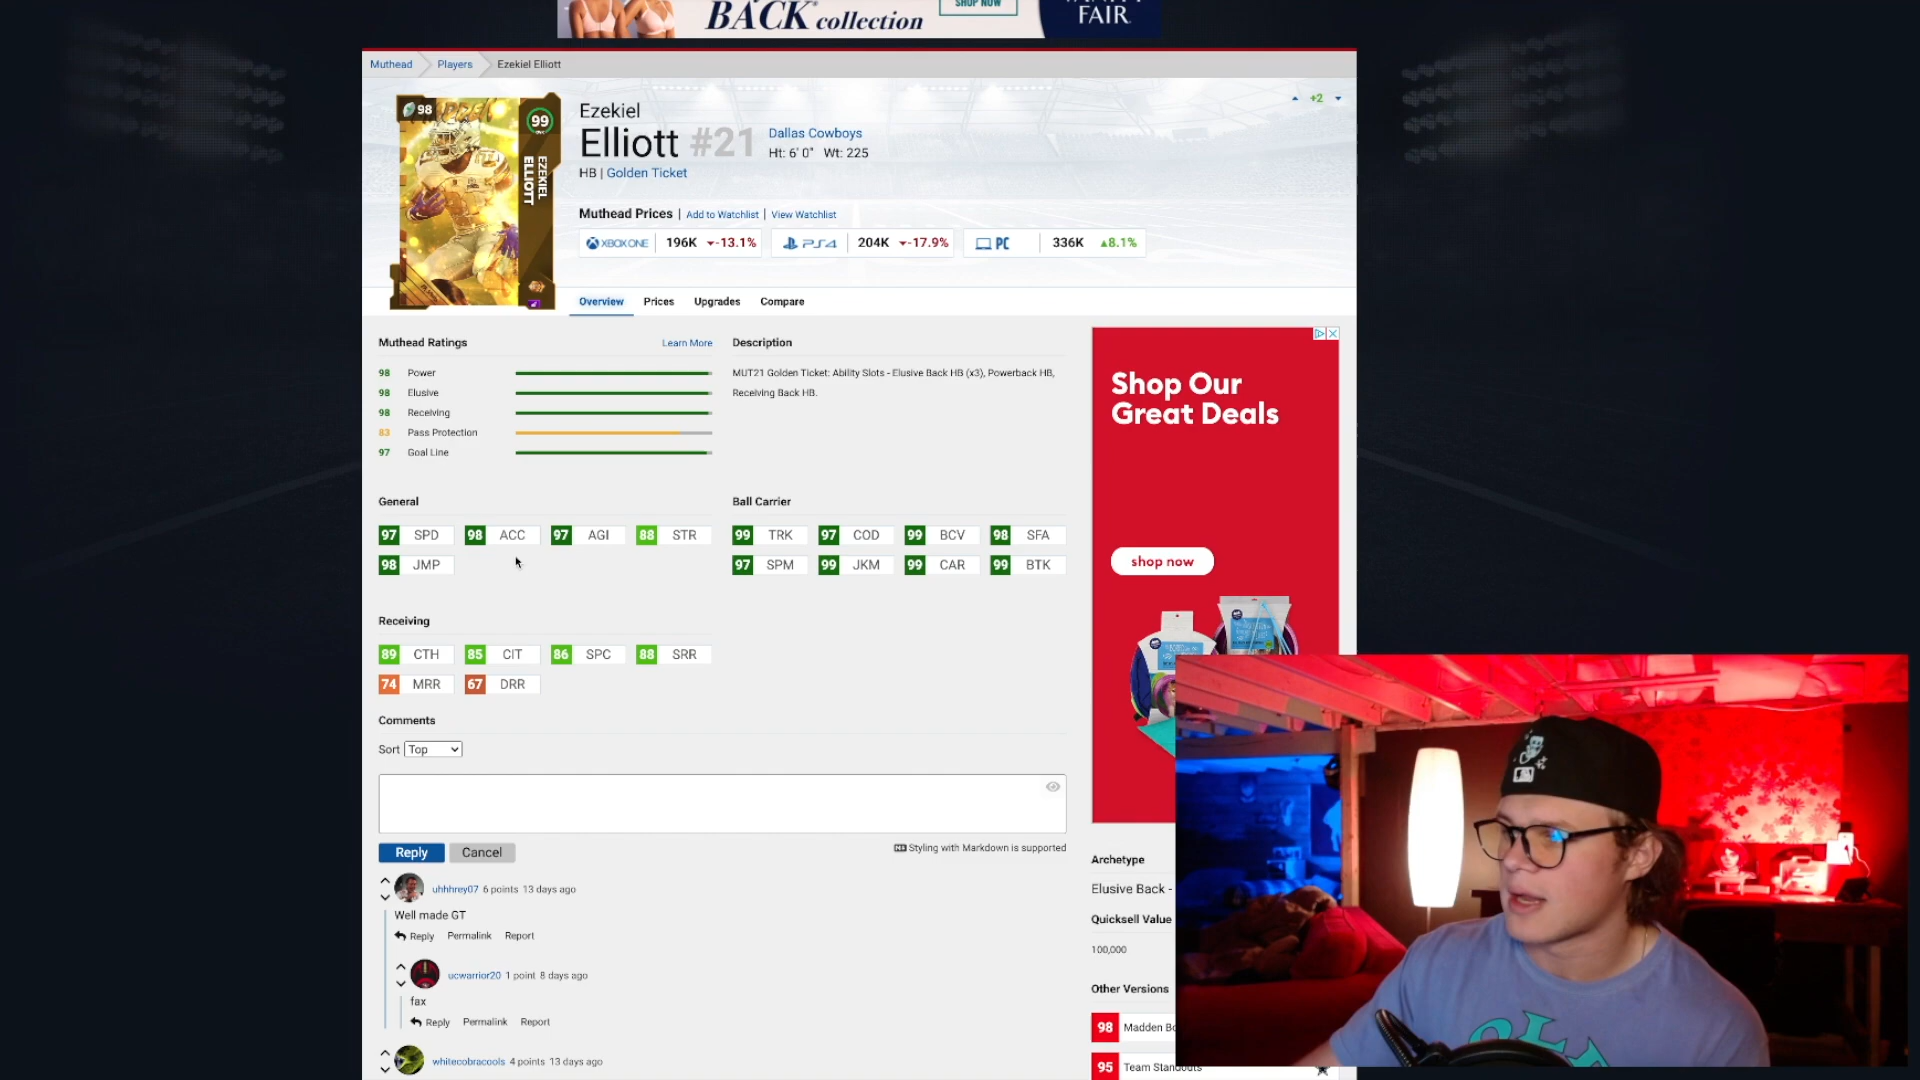 BACK collection
SHOP NOW
VANITY
FAIR
Muthead
Players
Ezekiel Elliott
98
99
OVR
EZEKIEL
ELLIOTT
Ezekiel
Elliott #21
Dallas Cowboys
Ht: 6' 0" Wt: 225
HB | Golden Ticket
+2
Muthead Prices | Add to Watchlist | View Watchlist
XBOX ONE 196K -13.1%
PS4 204K -17.9%
PC 336K 8.1%
Overview Prices Upgrades Compare
Muthead Ratings Learn More
98 Power
98 Elusive
98 Receiving
83 Pass Protection
97 Goal Line
Description
MUT21 Golden Ticket: Ability Slots - Elusive Back HB (x3), Powerback HB,
Receiving Back HB.
General
97 SPD 98 ACC 97 AGI 88 STR
98 JMP
Ball Carrier
99 TRK 97 COD 99 BCV 98 SFA
97 SPM 99 JKM 99 CAR 99 BTK
Receiving
89 CTH 85 CIT 86 SPC 88 SRR
74 MRR 67 DRR
Comments
Sort Top
Reply Cancel
Styling with Markdown is supported
uhhhrey07 6 points 13 days ago
Well made GT
Reply Permalink Report
ucwarrior20 1 point 8 days ago
fax
Reply Permalink Report
whitecobracools 4 points 13 days ago
Shop Our
Great Deals
shop now
Archetype
Elusive Back -
Quicksell Value
100,000
Other Versions
98 Madden Bo
95 Team Standouts